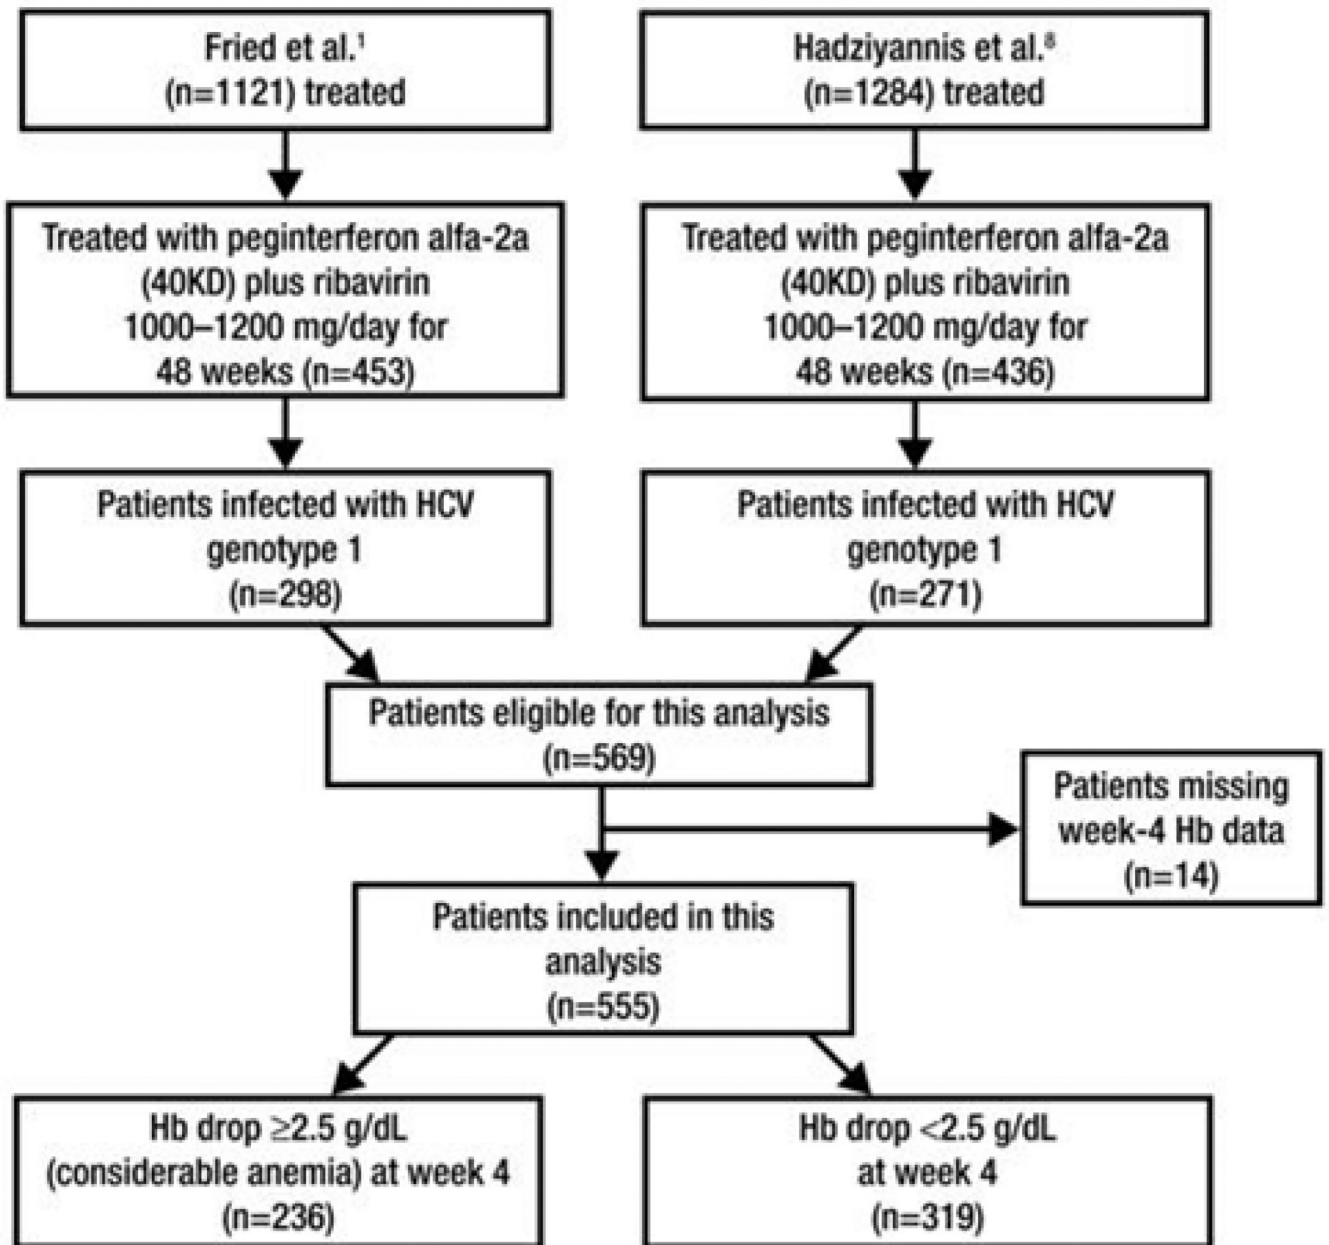 Fried et al.¹
(n=1121) treated
Hadziyannis et al.⁸
(n=1284) treated
Treated with peginterferon alfa-2a
(40KD) plus ribavirin
1000–1200 mg/day for
48 weeks (n=453)
Treated with peginterferon alfa-2a
(40KD) plus ribavirin
1000–1200 mg/day for
48 weeks (n=436)
Patients infected with HCV
genotype 1
(n=298)
Patients infected with HCV
genotype 1
(n=271)
Patients eligible for this analysis
(n=569)
Patients missing
week-4 Hb data
(n=14)
Patients included in this
analysis
(n=555)
Hb drop ≥2.5 g/dL
(considerable anemia) at week 4
(n=236)
Hb drop <2.5 g/dL
at week 4
(n=319)